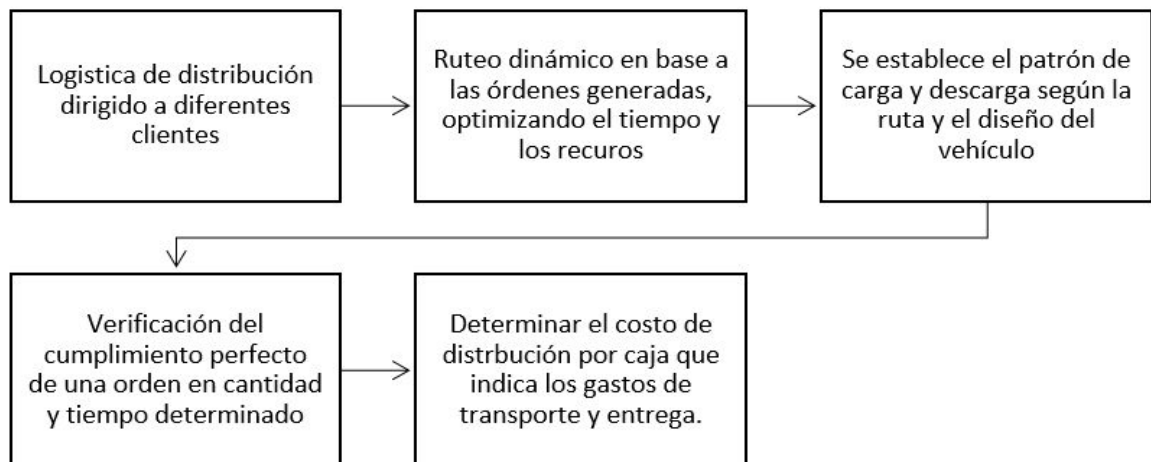 Logistica de distribución
dirigido a diferentes
clientes
Ruteo dinámico en base a
las órdenes generadas,
optimizando el tiempo y
los recuros
Se establece el patrón de
carga y descarga según la
ruta y el diseño del
vehículo
Verificación del
cumplimiento perfecto
de una orden en cantidad
y tiempo determinado
Determinar el costo de
distrbución por caja que
indica los gastos de
transporte y entrega.